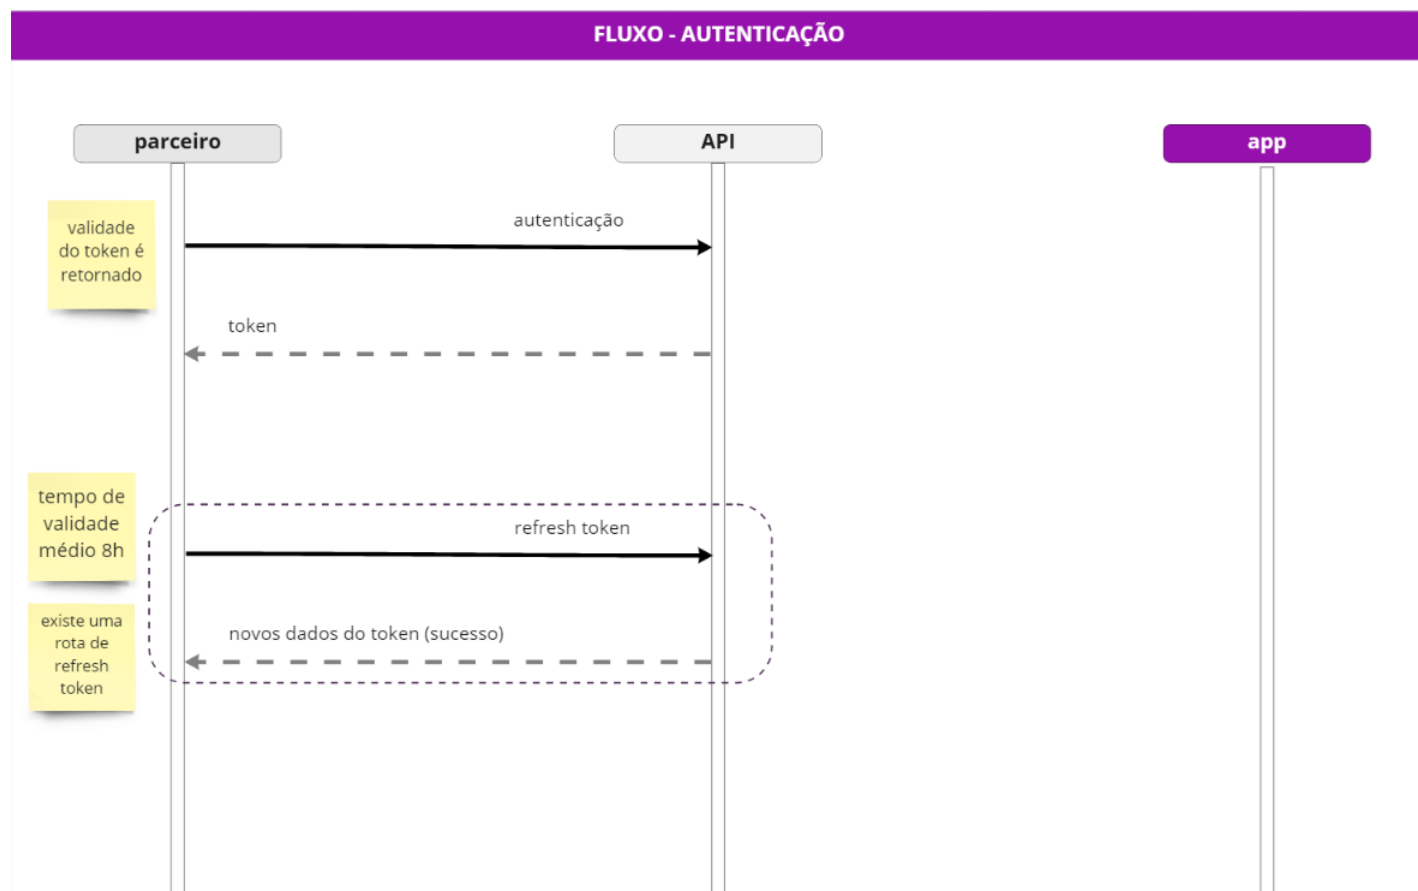 FLUXO - AUTENTICAÇÃO
parceiro
API
app
validade
do token é
retornado
autenticação
token
tempo de
validade
médio 8h
refresh token
existe uma
rota de
refresh
token
novos dados do token (sucesso)